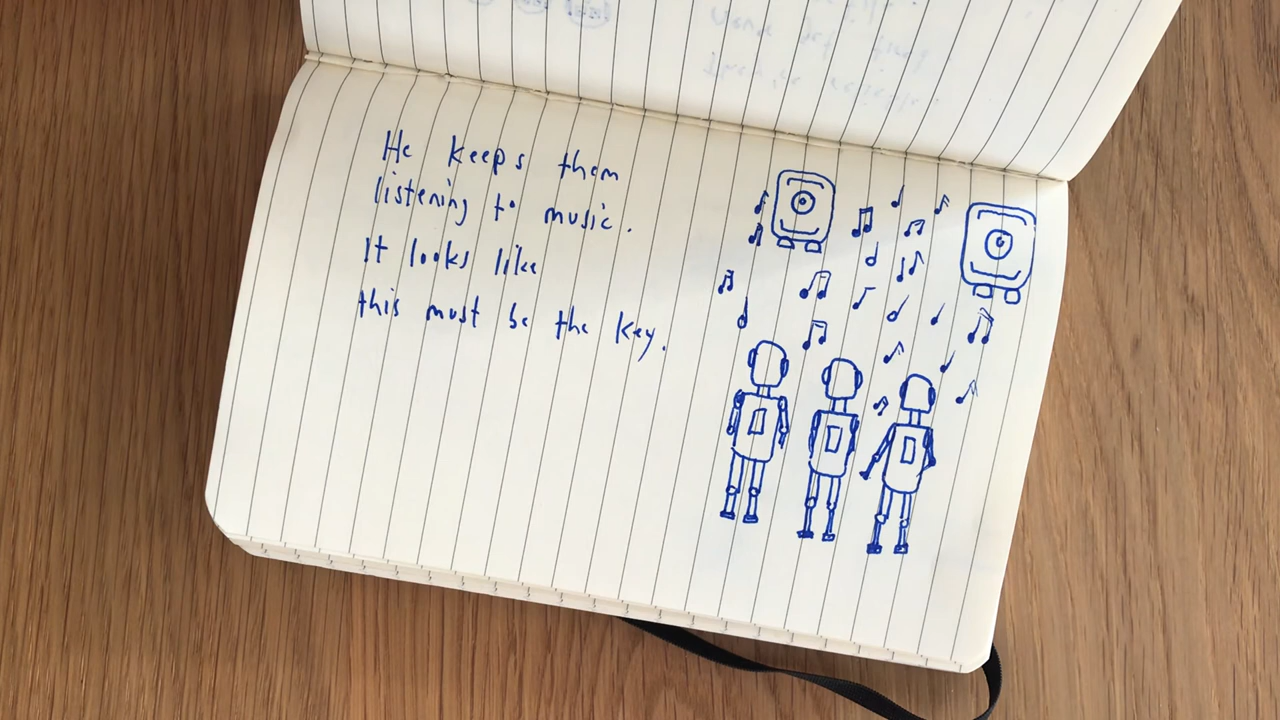 He keeps them
listening to music.
It looks like
this must be the key.